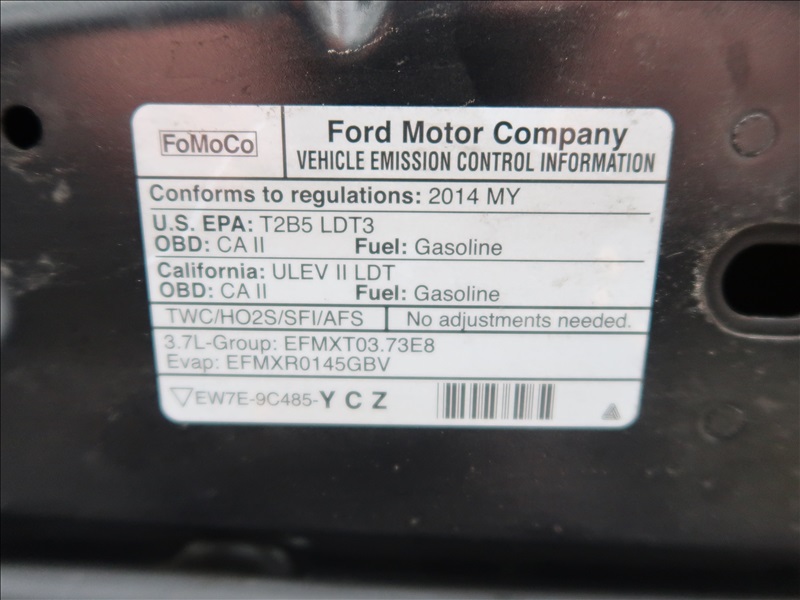 FoMoCo
Ford Motor Company
VEHICLE EMISSION CONTROL INFORMATION
Conforms to regulations: 2014 MY
U.S. EPA: T2B5 LDT3
OBD: CA II Fuel: Gasoline
California: ULEV II LDT
OBD: CA II Fuel: Gasoline
TWC/HO2S/SFI/AFS No adjustments needed.
3.7L-Group: EFMXT03.73E8
Evap: EFMXR0145GBV
EW7E-9C485-Y C Z